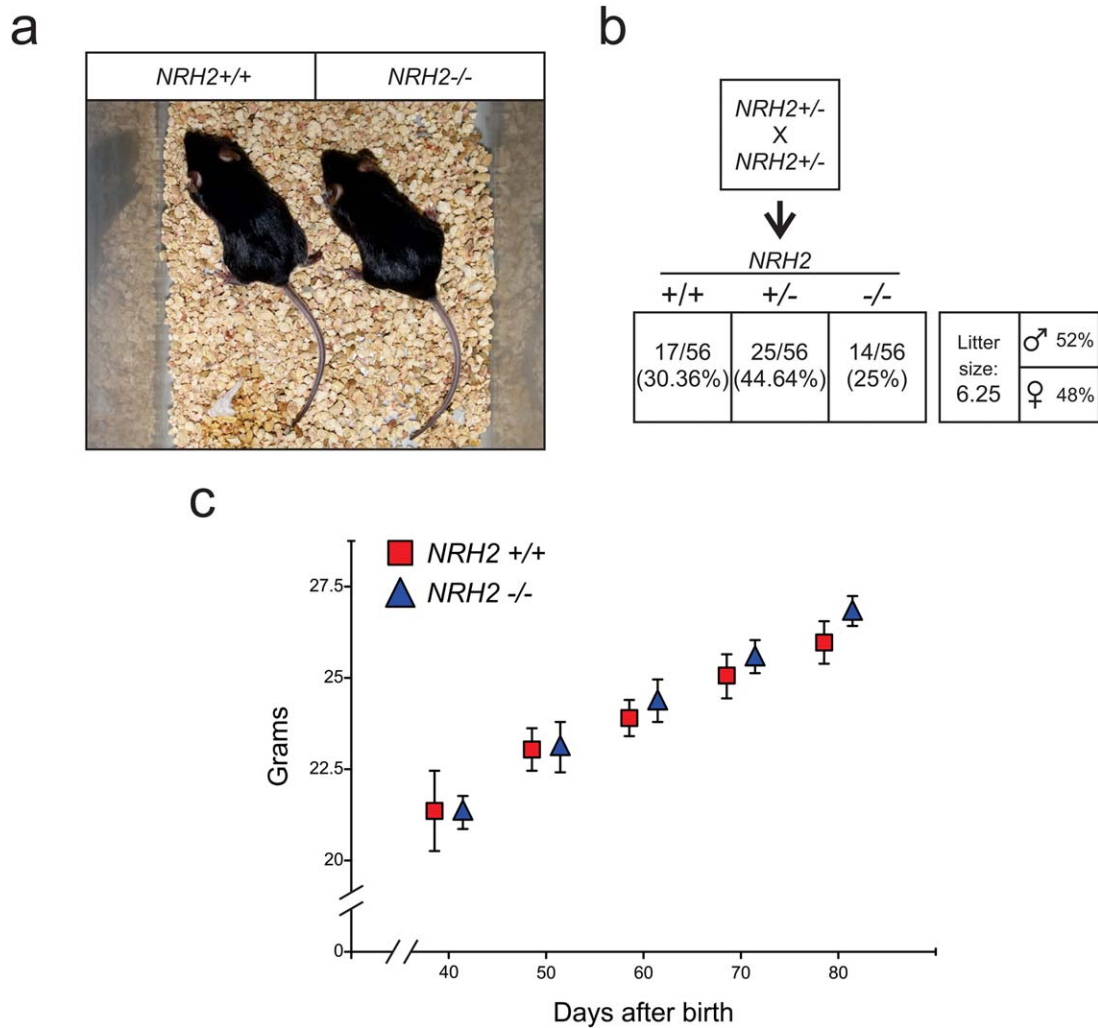 a
NRH2+/+ NRH2-/-
b
NRH2+/-
X
NRH2+/-
NRH2
+/+ +/- -/-
17/56 25/56 14/56
(30.36%) (44.64%) (25%)
Litter
size:
6.25
♂ 52%
♀ 48%
c
NRH2 +/+
NRH2 -/-
Grams
27.5
25
22.5
20
0
40 50 60 70 80
Days after birth